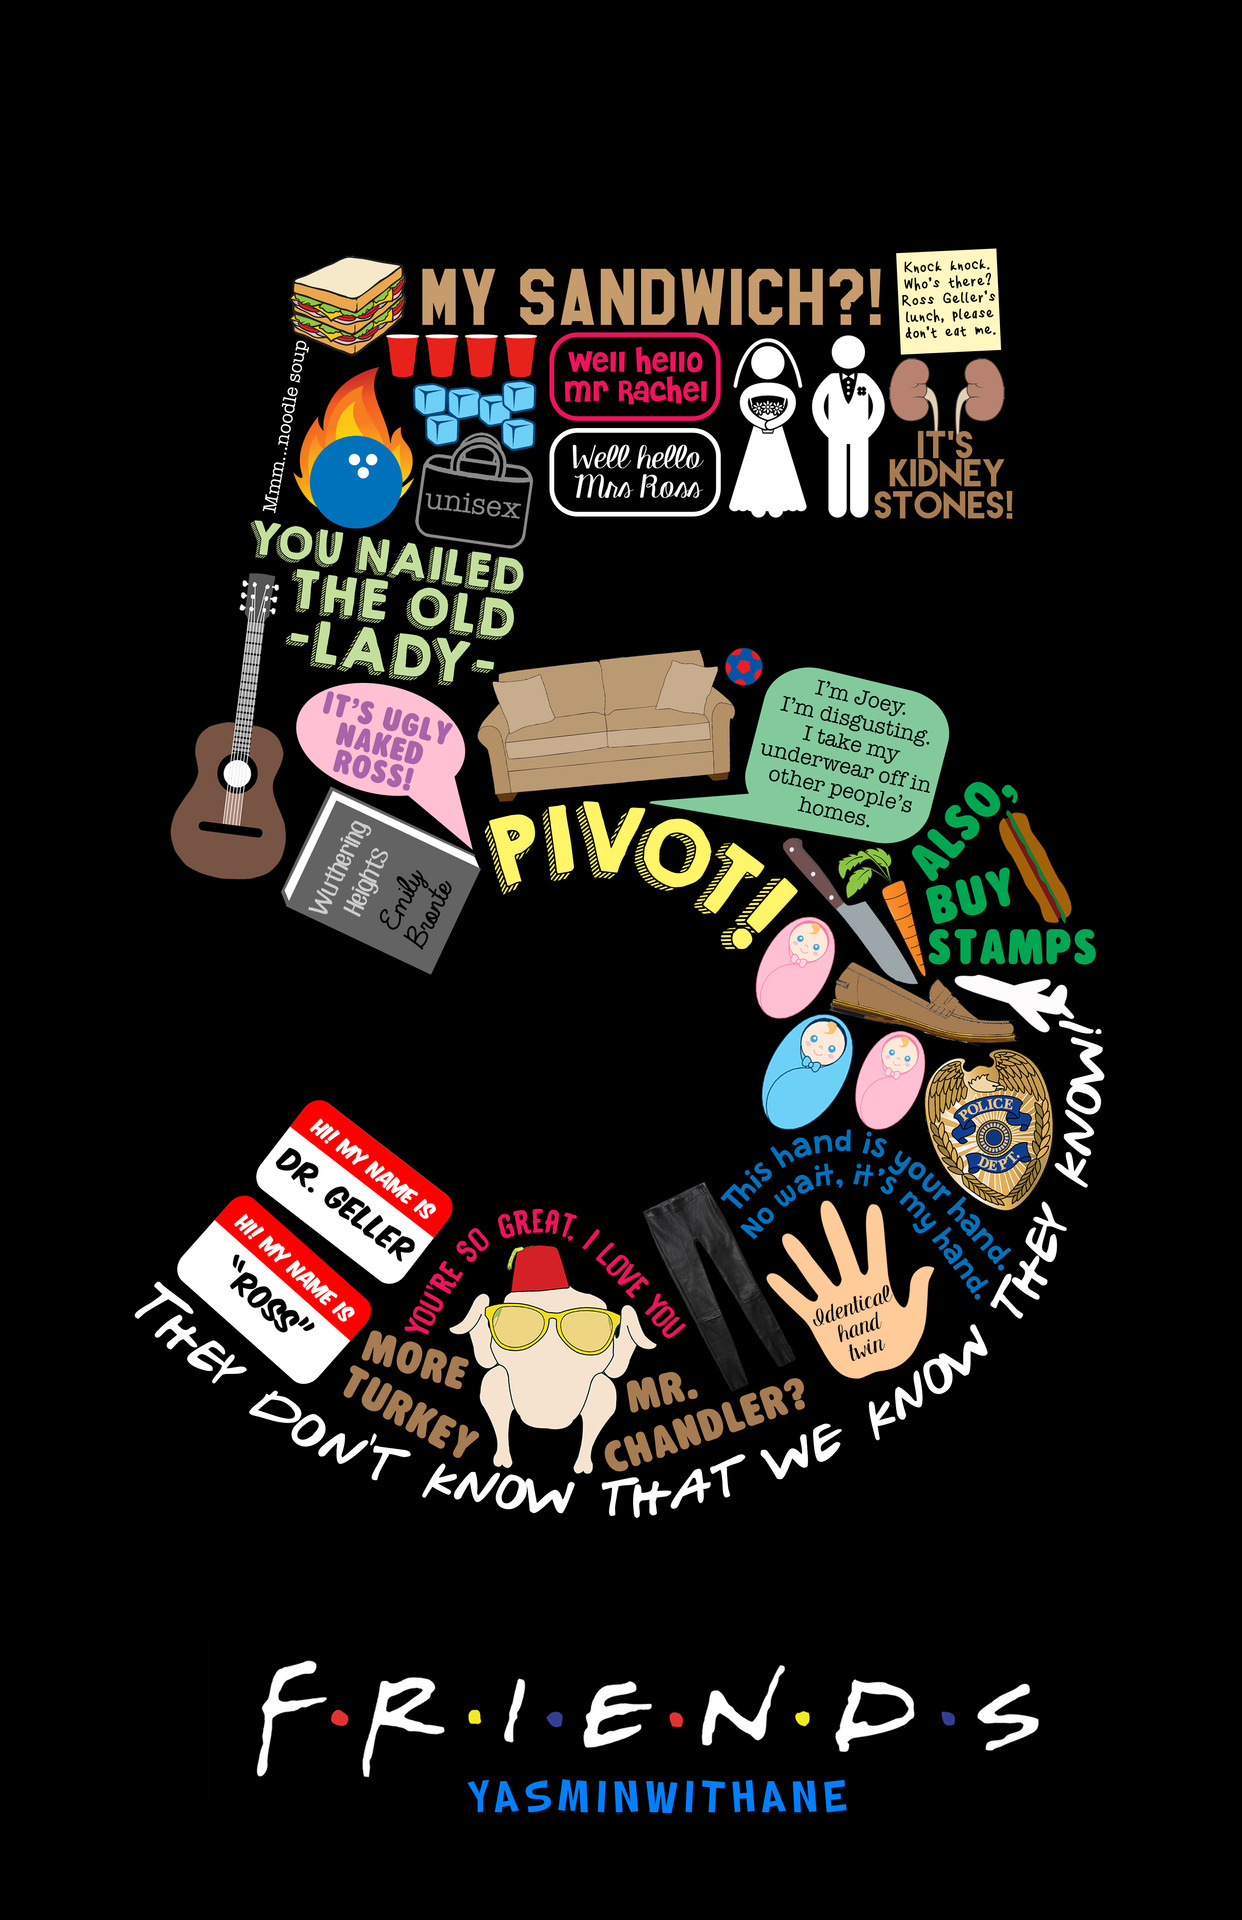 MY SANDWICH?!
Knock knock.
Who's there?
Ross Geller's
lunch, please
don't eat me.
Mmm...noodle soup
well hello
mr Rachel
Well hello
Mrs Ross
unisex
IT'S
KIDNEY
STONES!
YOU NAILED
THE OLD
-LADY-
IT'S UGLY
NAKED
ROSS!
I'm Joey.
I'm disgusting.
I take my
underwear off in
other people's
homes.
Wuthering
Heights
Emily
Bronte
PIVOT!
ALSO,
BUY
STAMPS
POLICE
DEPT.
This hand is your hand.
No wait, it's my hand.
Identical
hand
twin
HI! MY NAME IS
DR. GELLER
HI! MY NAME IS
"ROSS"
YOU'RE SO GREAT, I LOVE YOU
MORE
TURKEY
MR.
CHANDLER?
THEY DON'T KNOW THAT WE KNOW THEY KNOW!
F·R·I·E·N·D·S
YASMINWITHANE